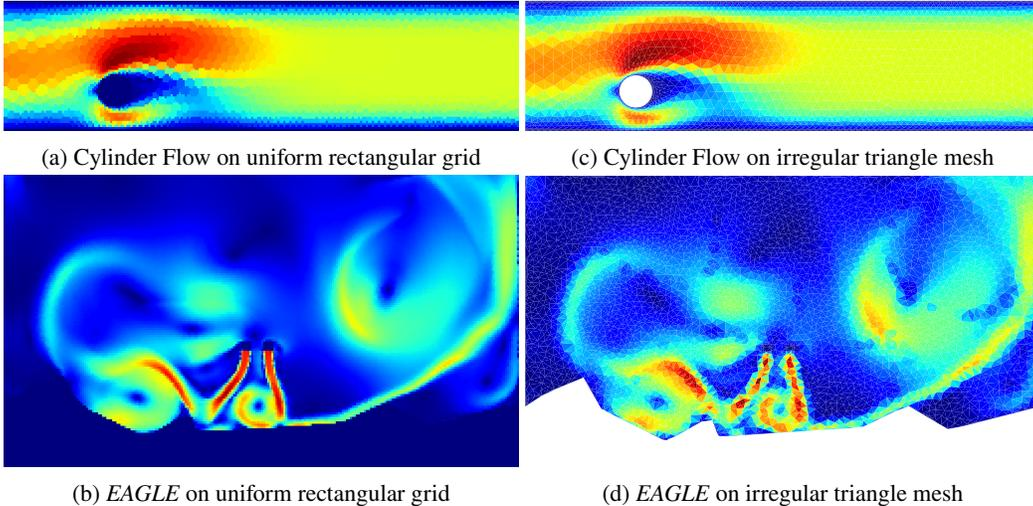 (a) Cylinder Flow on uniform rectangular grid
(c) Cylinder Flow on irregular triangle mesh
(b) EAGLE on uniform rectangular grid
(d) EAGLE on irregular triangle mesh